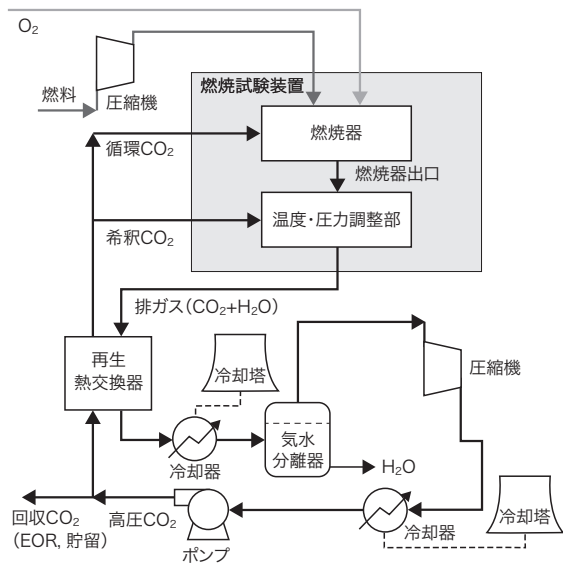 O₂
燃料
圧縮機
燃焼試験装置
燃焼器
循環CO₂
燃焼器出口
温度・圧力調整部
希釈CO₂
排ガス(CO₂+H₂O)
再生
熱交換器
冷却塔
圧縮機
気水
分離器
冷却器
H₂O
回収CO₂
(EOR, 貯留)
高圧CO₂
ポンプ
冷却器
冷却塔